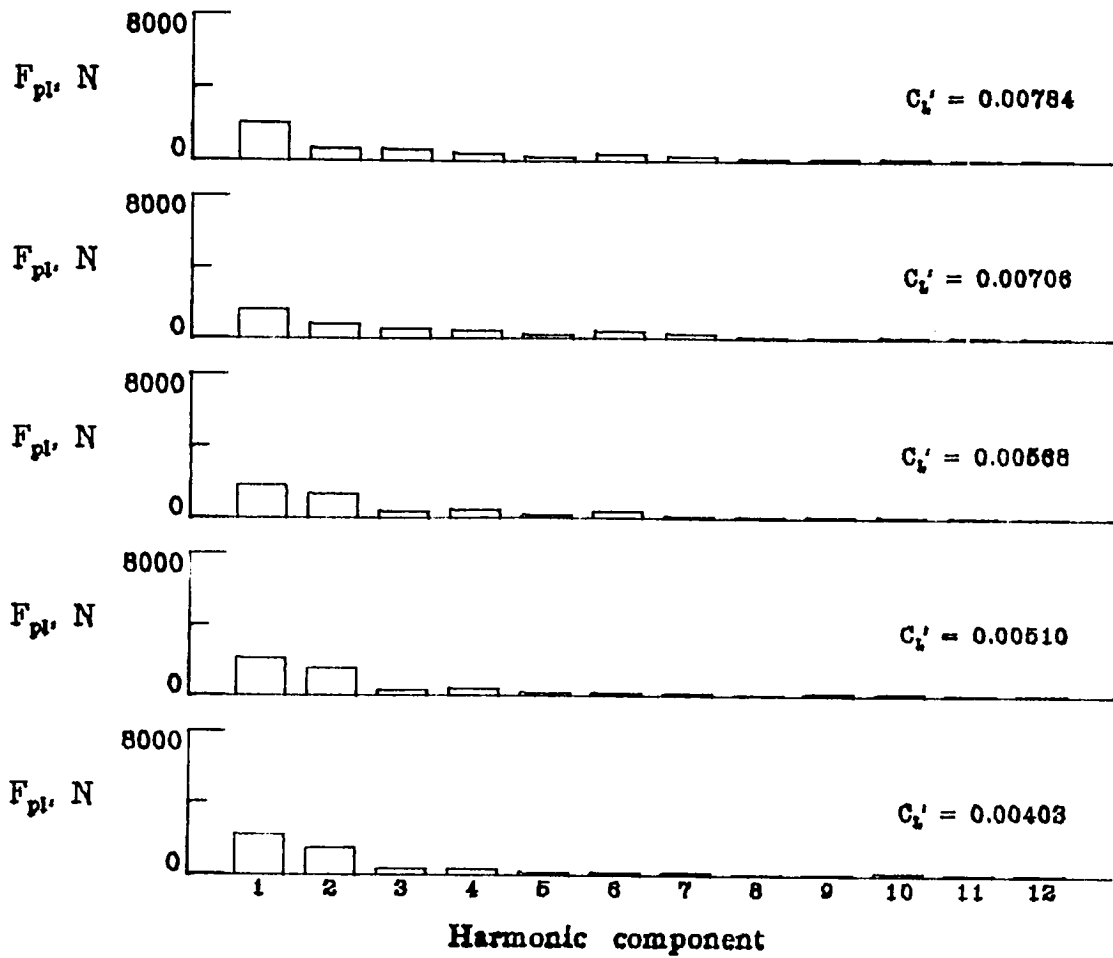 8000
F_pl, N
0
C_L' = 0.00784
8000
F_pl, N
0
C_L' = 0.00706
8000
F_pl, N
0
C_L' = 0.00568
8000
F_pl, N
0
C_L' = 0.00510
8000
F_pl, N
0
C_L' = 0.00403
1 2 3 4 5 6 7 8 9 10 11 12
Harmonic component